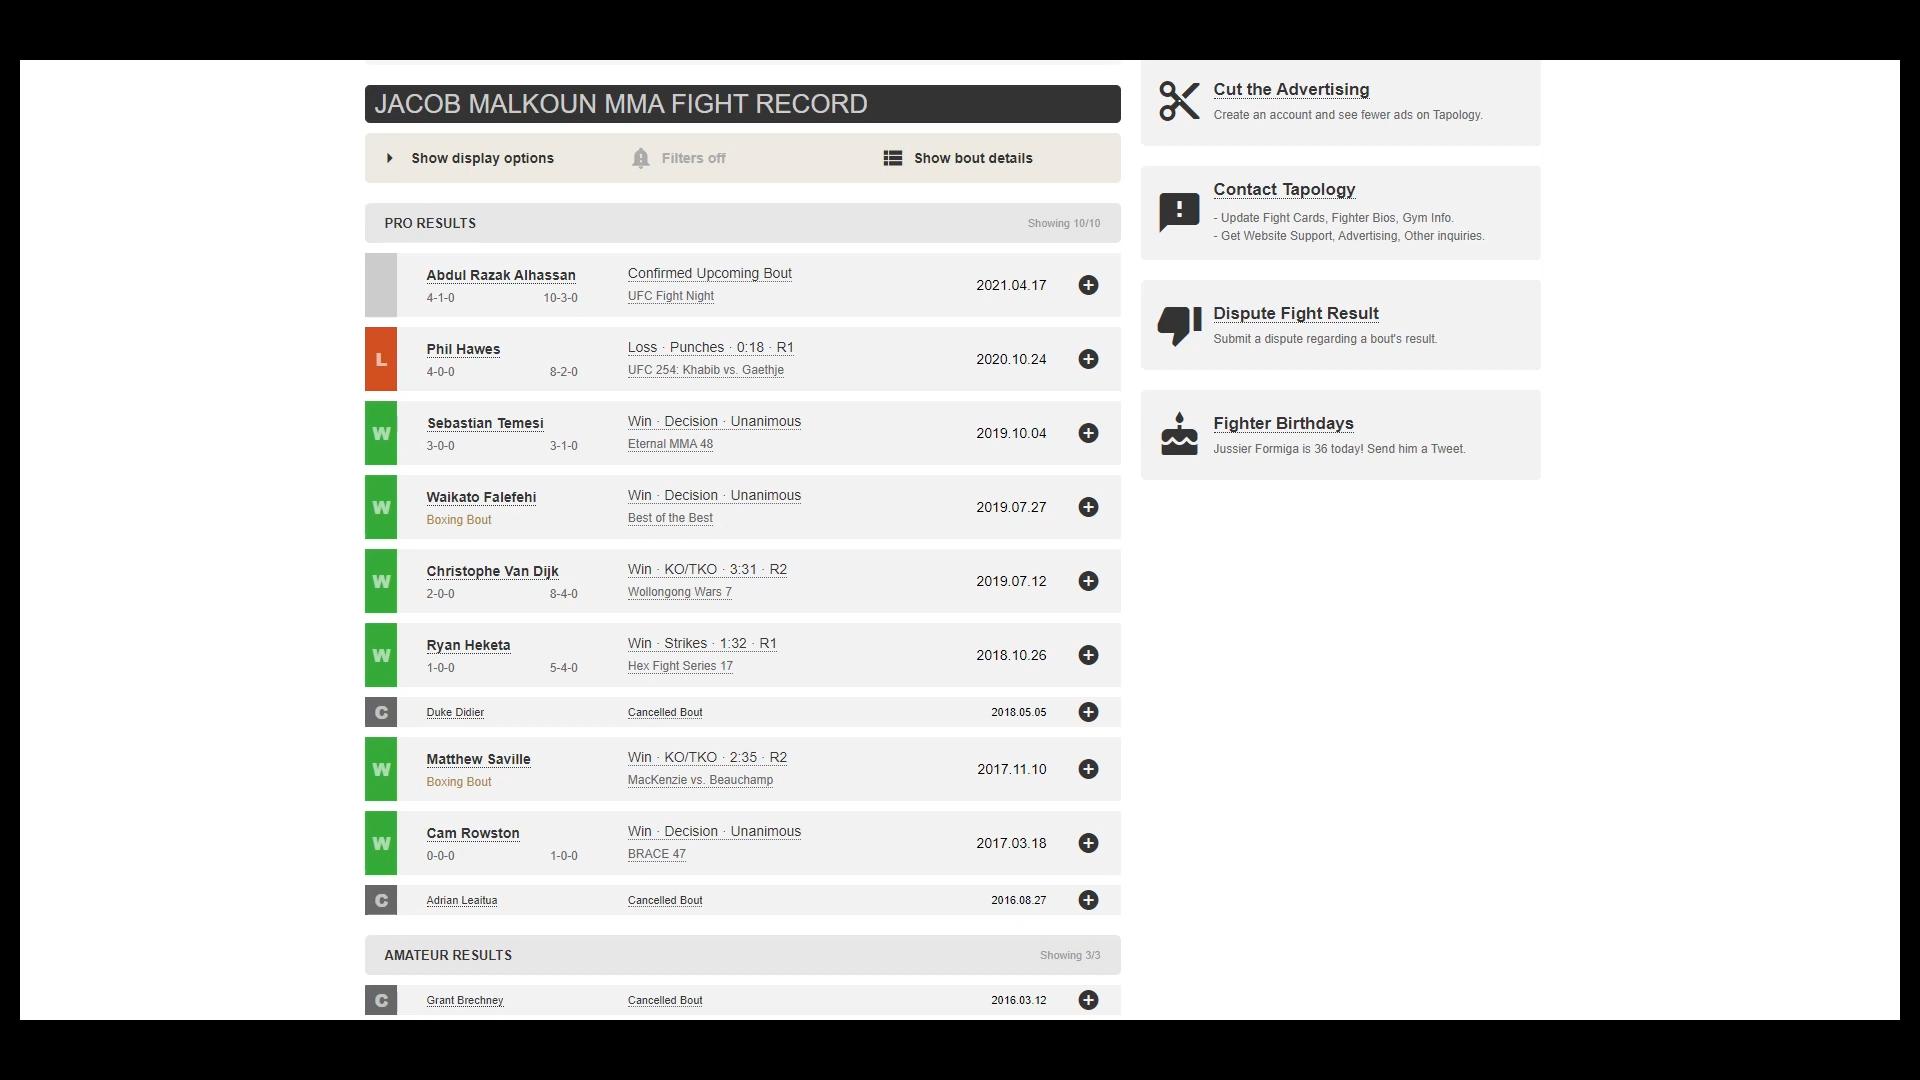 JACOB MALKOUN MMA FIGHT RECORD
Show display options
Filters off
Show bout details
PRO RESULTS
Showing 10/10
Abdul Razak Alhassan
4-1-0 10-3-0
Confirmed Upcoming Bout
UFC Fight Night
2021.04.17
L
Phil Hawes
4-0-0 8-2-0
Loss · Punches · 0:18 · R1
UFC 254: Khabib vs. Gaethje
2020.10.24
W
Sebastian Temesi
3-0-0 3-1-0
Win · Decision · Unanimous
Eternal MMA 48
2019.10.04
W
Waikato Falefehi
Boxing Bout
Win · Decision · Unanimous
Best of the Best
2019.07.27
W
Christophe Van Dijk
2-0-0 8-4-0
Win · KO/TKO · 3:31 · R2
Wollongong Wars 7
2019.07.12
W
Ryan Heketa
1-0-0 5-4-0
Win · Strikes · 1:32 · R1
Hex Fight Series 17
2018.10.26
C
Duke Didier
Cancelled Bout
2018.05.05
W
Matthew Saville
Boxing Bout
Win · KO/TKO · 2:35 · R2
MacKenzie vs. Beauchamp
2017.11.10
W
Cam Rowston
0-0-0 1-0-0
Win · Decision · Unanimous
BRACE 47
2017.03.18
C
Adrian Leaitua
Cancelled Bout
2016.08.27
AMATEUR RESULTS
Showing 3/3
C
Grant Brechney
Cancelled Bout
2016.03.12
Cut the Advertising
Create an account and see fewer ads on Tapology.
Contact Tapology
- Update Fight Cards, Fighter Bios, Gym Info.
- Get Website Support, Advertising, Other inquiries.
Dispute Fight Result
Submit a dispute regarding a bout's result.
Fighter Birthdays
Jussier Formiga is 36 today! Send him a Tweet.